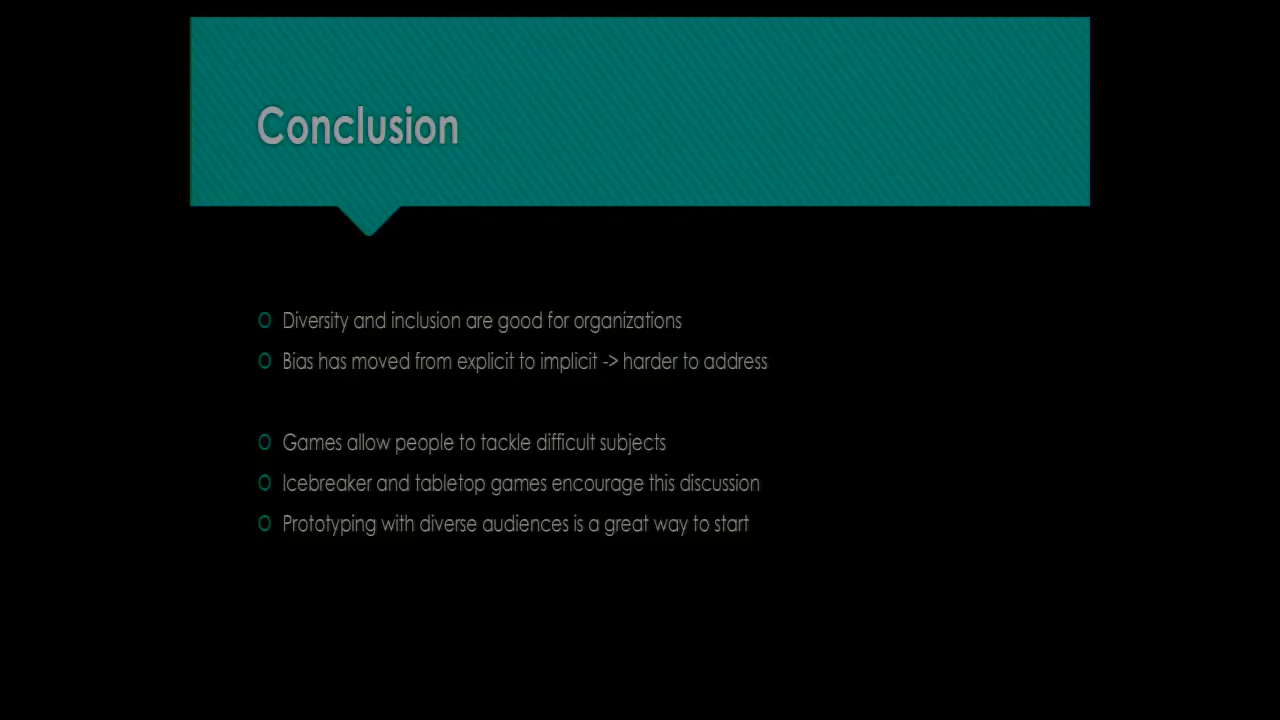 Conclusion
Diversity and inclusion are good for organizations
Bias has moved from explicit to implicit -> harder to address
Games allow people to tackle difficult subjects
Icebreaker and tabletop games encourage this discussion
Prototyping with diverse audiences is a great way to start